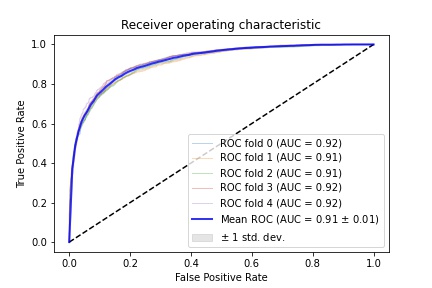 Receiver operating characteristic
True Positive Rate
1.0
0.8
0.6
0.4
0.2
0.0
ROC fold 0 (AUC = 0.92)
ROC fold 1 (AUC = 0.91)
ROC fold 2 (AUC = 0.91)
ROC fold 3 (AUC = 0.92)
ROC fold 4 (AUC = 0.92)
Mean ROC (AUC = 0.91 ± 0.01)
± 1 std. dev.
0.0 0.2 0.4 0.6 0.8 1.0
False Positive Rate